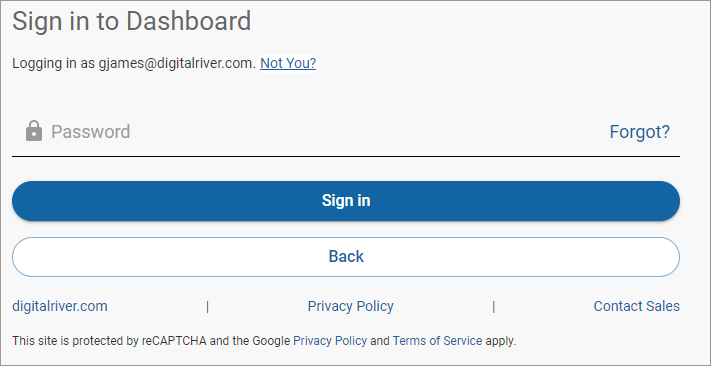 Sign in to Dashboard
Logging in as gjames@digitalriver.com. Not You?
Password Forgot?
Sign in
Back
digitalriver.com | Privacy Policy | Contact Sales
This site is protected by reCAPTCHA and the Google Privacy Policy and Terms of Service apply.